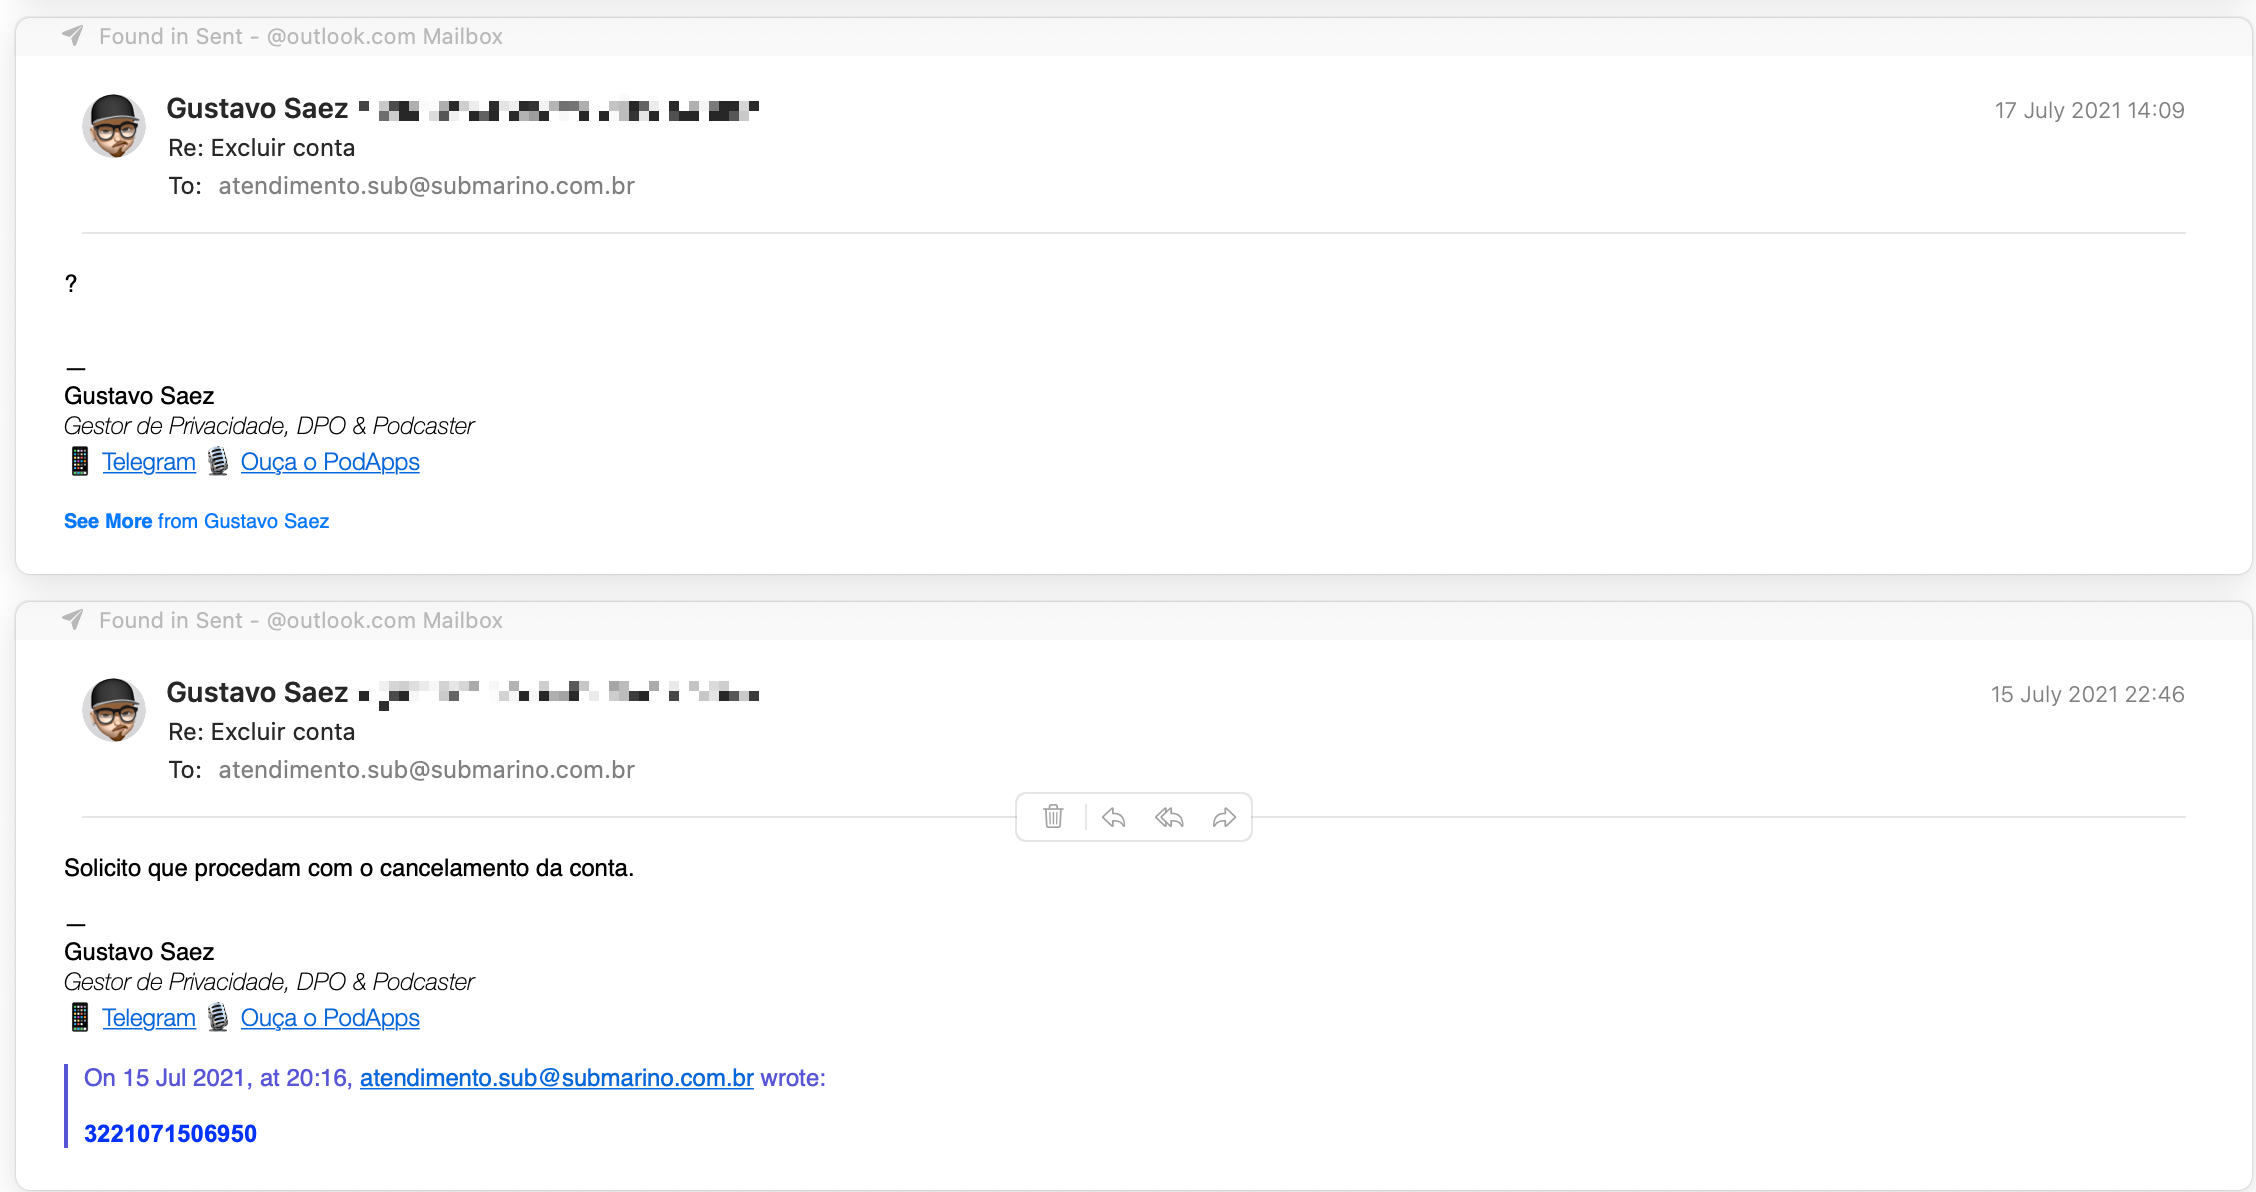 Found in Sent - @outlook.com Mailbox
Gustavo Saez
17 July 2021 14:09
Re: Excluir conta
To: atendimento.sub@submarino.com.br
?
—
Gustavo Saez
Gestor de Privacidade, DPO & Podcaster
📱 Telegram 🎙 Ouça o PodApps
See More from Gustavo Saez
Found in Sent - @outlook.com Mailbox
Gustavo Saez
15 July 2021 22:46
Re: Excluir conta
To: atendimento.sub@submarino.com.br
Solicito que procedam com o cancelamento da conta.
—
Gustavo Saez
Gestor de Privacidade, DPO & Podcaster
📱 Telegram 🎙 Ouça o PodApps
On 15 Jul 2021, at 20:16, atendimento.sub@submarino.com.br wrote:
3221071506950